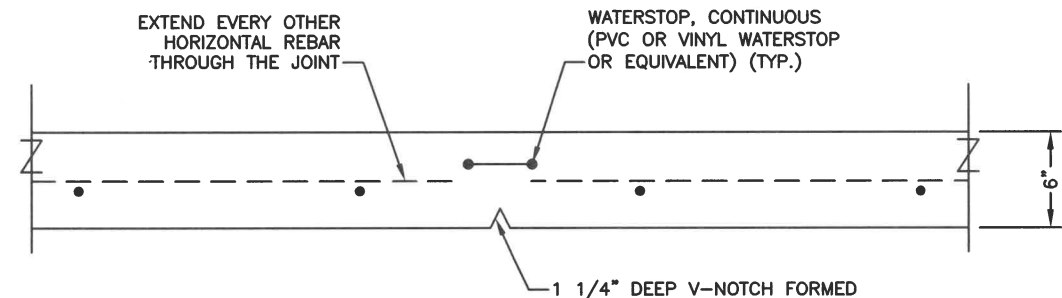 EXTEND EVERY OTHER
HORIZONTAL REBAR
THROUGH THE JOINT
WATERSTOP, CONTINUOUS
(PVC OR VINYL WATERSTOP
OR EQUIVALENT) (TYP.)
6"
1 1/4" DEEP V-NOTCH FORMED